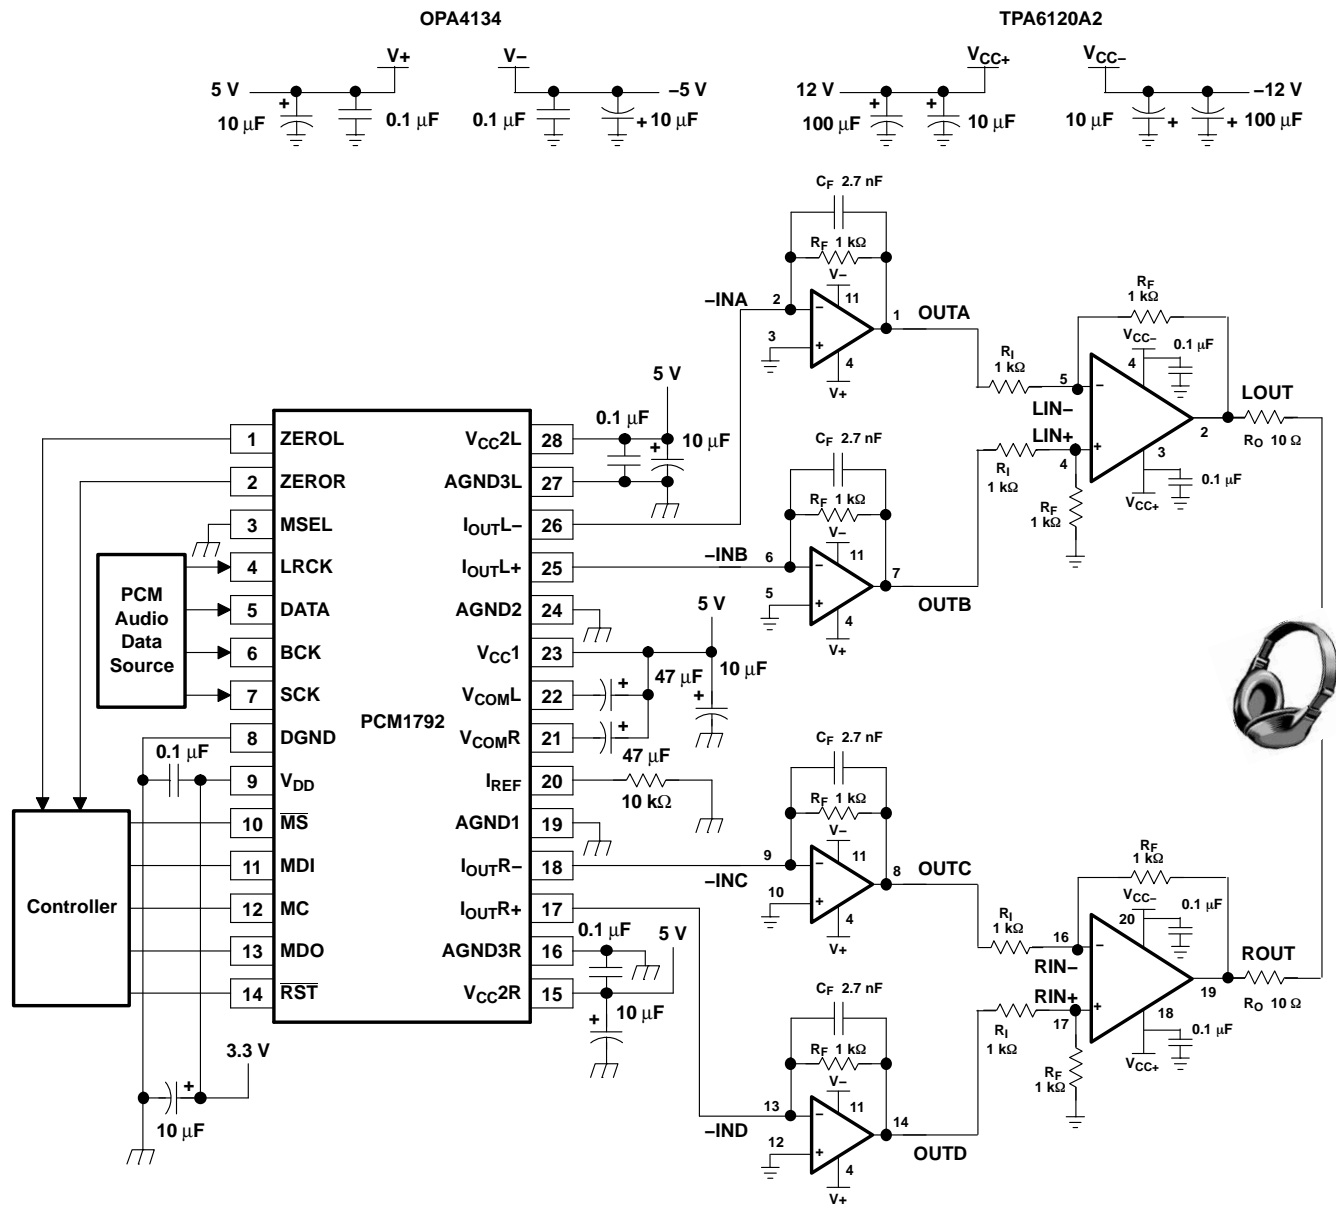 OPA4134
TPA6120A2
V+
V–
VCC+
VCC–
5 V
–5 V
12 V
–12 V
10 μF
+
0.1 μF
0.1 μF
+
10 μF
100 μF
+
+
10 μF
10 μF
+
+
100 μF
CF 2.7 nF
RF 1 kΩ
V–
–INA
2
–
11
3
+
4
V+
1
OUTA
RI
1 kΩ
RF
1 kΩ
VCC–
0.1 μF
4
5
–
LIN–
LIN+
4
+
3
2
LOUT
RO 10 Ω
0.1 μF
VCC+
RI
1 kΩ
RF
1 kΩ
CF 2.7 nF
RF 1 kΩ
V–
–INB
6
–
11
5
+
4
V+
7
OUTB
5 V
0.1 μF
+
10 μF
1
ZEROL
VCC2L
28
2
ZEROR
AGND3L
27
3
MSEL
IOUTL–
26
4
LRCK
IOUTL+
25
5
DATA
AGND2
24
6
BCK
VCC1
23
7
SCK
VCOML
22
8
DGND
VCOMR
21
9
VDD
IREF
20
10
MS
AGND1
19
11
MDI
IOUTR–
18
12
MC
IOUTR+
17
13
MDO
AGND3R
16
14
RST
VCC2R
15
PCM1792
PCM
Audio
Data
Source
Controller
0.1 μF
3.3 V
+
10 μF
5 V
47 μF
10 μF
+
+
+
47 μF
10 kΩ
0.1 μF
5 V
10 μF
+
CF 2.7 nF
RF 1 kΩ
V–
–INC
9
–
11
10
+
4
V+
8
OUTC
RI
1 kΩ
RF
1 kΩ
VCC–
0.1 μF
20
16
–
RIN–
RIN+
17
+
18
19
ROUT
RO 10 Ω
0.1 μF
VCC+
RI
1 kΩ
RF
1 kΩ
CF 2.7 nF
RF 1 kΩ
V–
–IND
13
–
11
12
+
4
V+
14
OUTD